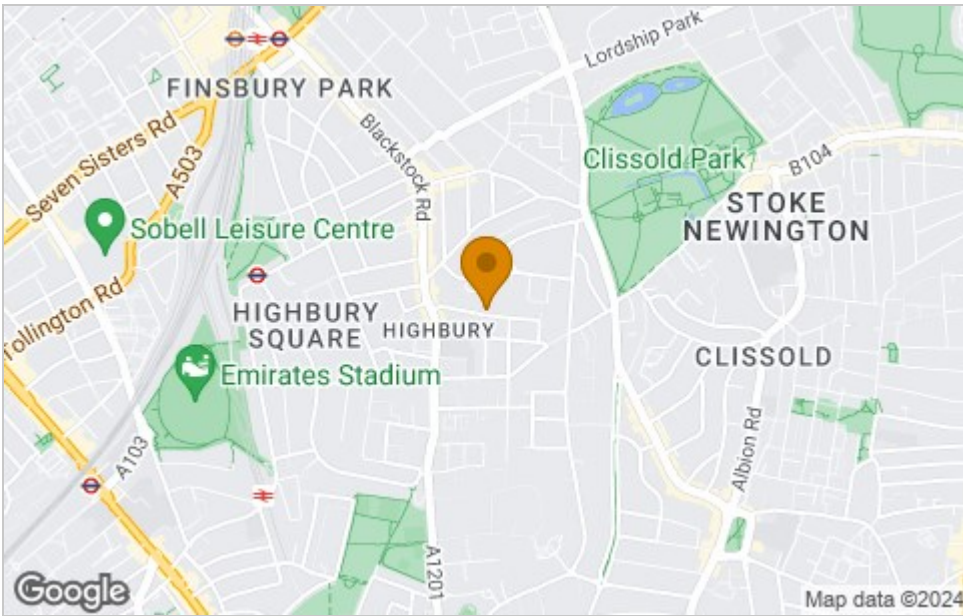 Lordship Park
FINSBURY PARK
Seven Sisters Rd
A503
Blackstock Rd
Clissold Park
B104
STOKE
NEWINGTON
Sobell Leisure Centre
Tollington Rd
HIGHBURY
SQUARE
HIGHBURY
CLISSOLD
Emirates Stadium
A103
Albion Rd
A1201
Google
Map data ©2024